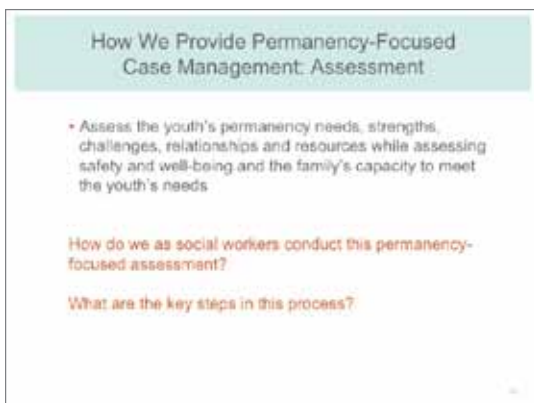 How We Provide Permanency-Focused
Case Management: Assessment
• Assess the youth's permanency needs, strengths,
challenges, relationships and resources while assessing
safety and well-being and the family's capacity to meet
the youth's needs
How do we as social workers conduct this permanency-
focused assessment?
What are the key steps in this process?